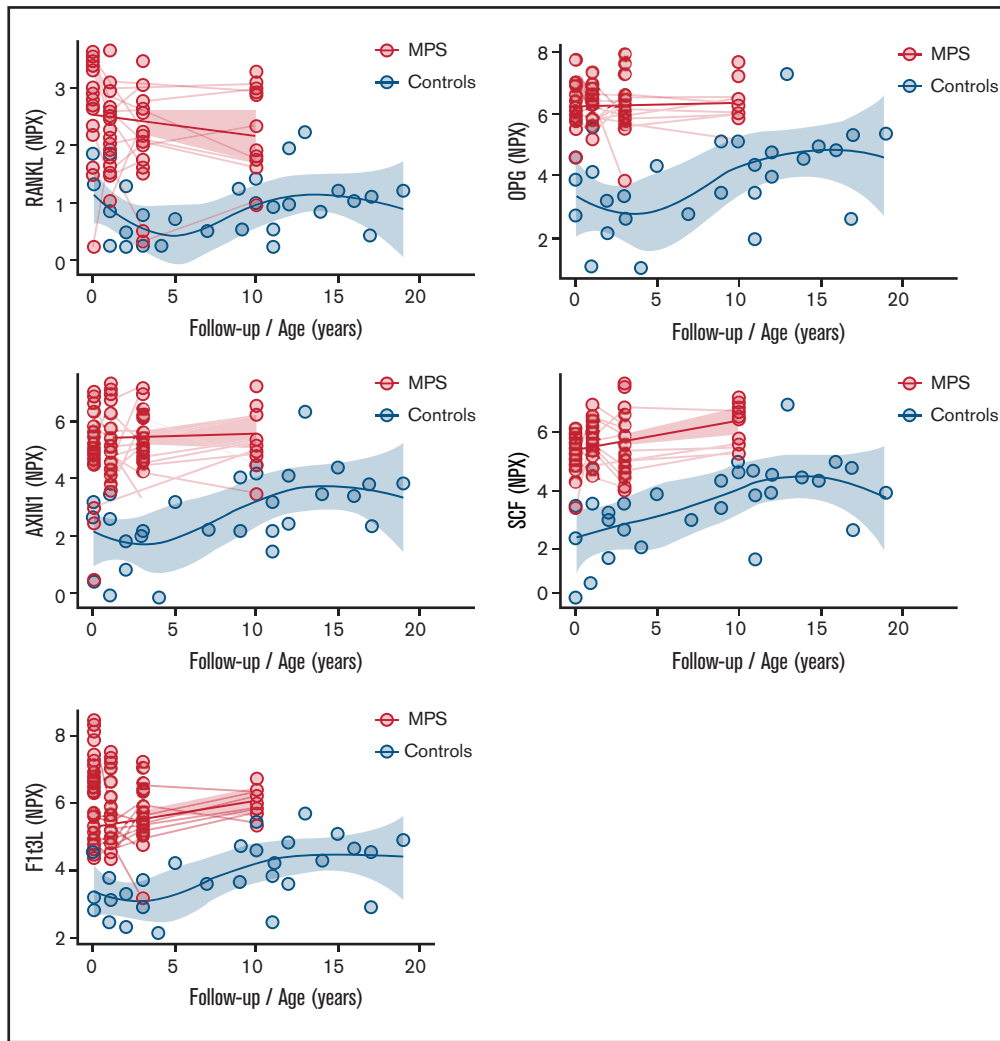 RANKL (NPX)
3
2
1
0
0 5 10 15 20
Follow-up / Age (years)
MPS
Controls
OPG (NPX)
8
6
4
2
0 5 10 15 20
Follow-up / Age (years)
MPS
Controls
AXIN1 (NPX)
6
4
2
0
0 5 10 15 20
Follow-up / Age (years)
MPS
Controls
SCF (NPX)
6
4
2
0
0 5 10 15 20
Follow-up / Age (years)
MPS
Controls
F1t3L (NPX)
8
6
4
2
0 5 10 15 20
Follow-up / Age (years)
MPS
Controls